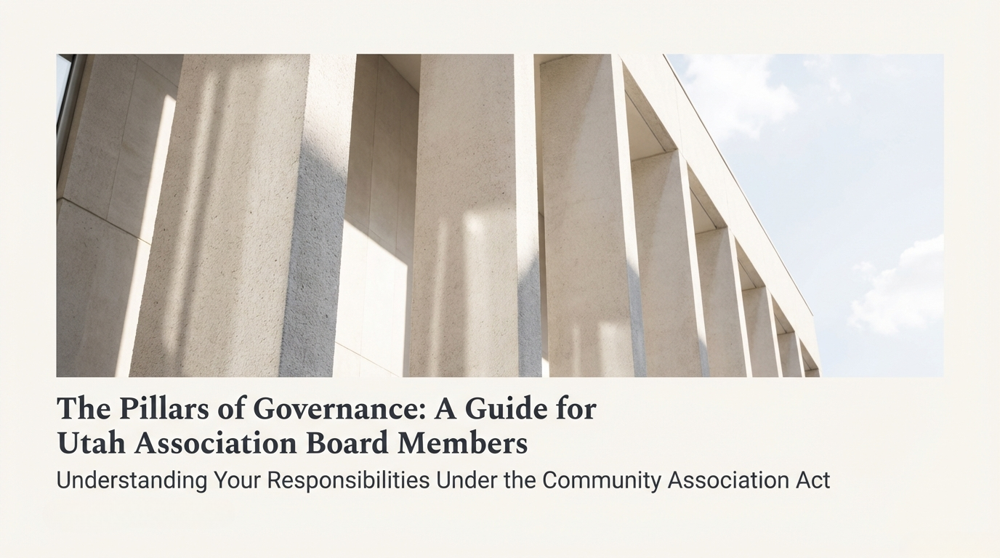 The Pillars of Governance: A Guide for
Utah Association Board Members
Understanding Your Responsibilities Under the Community Association Act